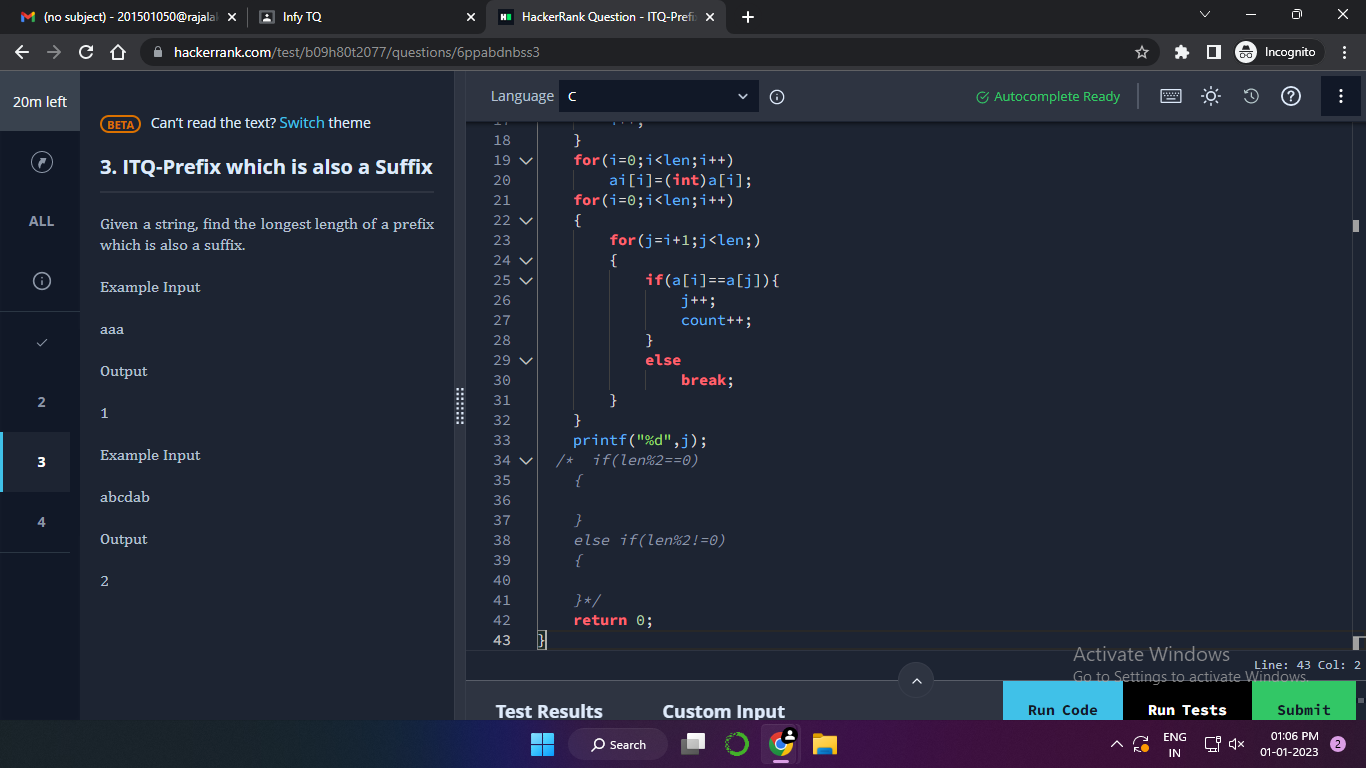 (no subject) - 201501050@rajala
Infy TQ
HackerRank Question - ITQ-Prefi
hackerrank.com/test/b09h80t2077/questions/6ppabdnbss3
Incognito
20m left
ALL
2
3
4
BETA Can't read the text? Switch theme
3. ITQ-Prefix which is also a Suffix
Given a string, find the longest length of a prefix
which is also a suffix.
Example Input
aaa
Output
1
Example Input
abcdab
Output
2
Language C
Autocomplete Ready
18 }
19 for(i=0;i<len;i++)
20 ai[i]=(int)a[i];
21 for(i=0;i<len;i++)
22 {
23 for(j=i+1;j<len;)
24 {
25 if(a[i]==a[j]){
26 j++;
27 count++;
28 }
29 else
30 break;
31 }
32 }
33 printf("%d",j);
34 /* if(len%2==0)
35 {
36
37 }
38 else if(len%2!=0)
39 {
40
41 }*/
42 return 0;
43 }
Activate Windows
Go to Settings to activate Windows.
Line: 43 Col: 2
Test Results
Custom Input
Run Code
Run Tests
Submit
Search
ENG
IN
01:06 PM
01-01-2023
2